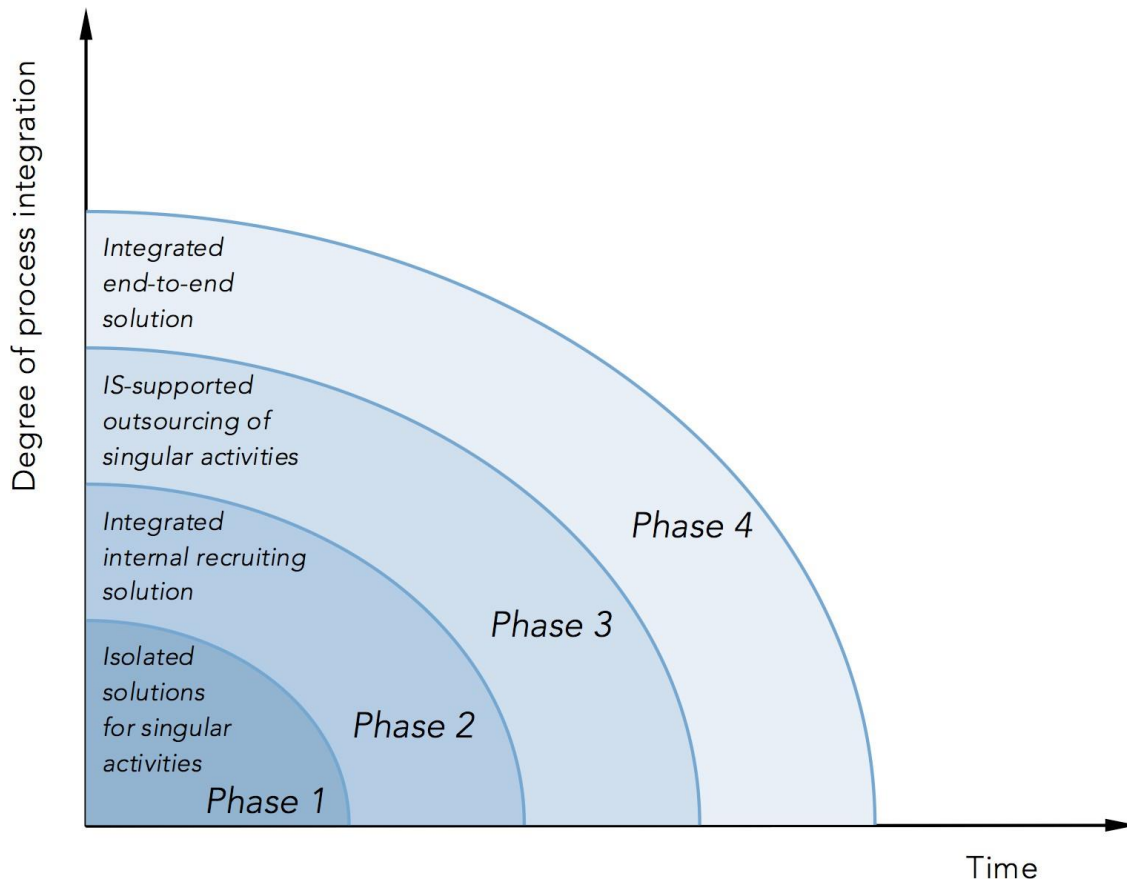 Degree of process integration
Integrated
end-to-end
solution
IS-supported
outsourcing of
singular activities
Integrated
internal recruiting
solution
Isolated
solutions
for singular
activities
Phase 4
Phase 3
Phase 2
Phase 1
Time